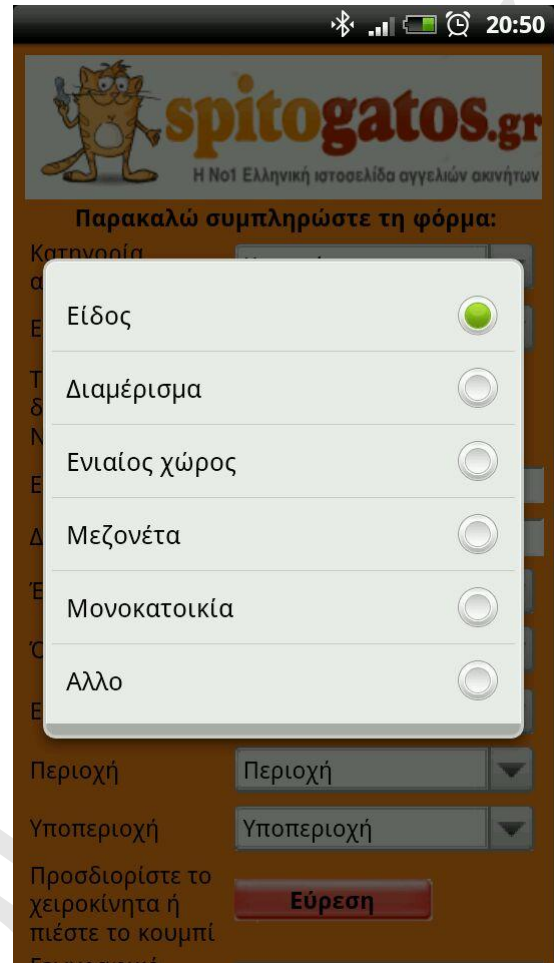 20:50
spitogatos.gr
Η Νο1 Ελληνική ιστοσελίδα αγγελιών ακινήτων
Παρακαλώ συμπληρώστε τη φόρμα:
Κατηγορία
Είδος
Διαμέρισμα
Ενιαίος χώρος
Μεζονέτα
Μονοκατοικία
Αλλο
Περιοχή Περιοχή
Υποπεριοχή Υποπεριοχή
Προσδιορίστε το
χειροκίνητα ή
πιέστε το κουμπί
Εύρεση